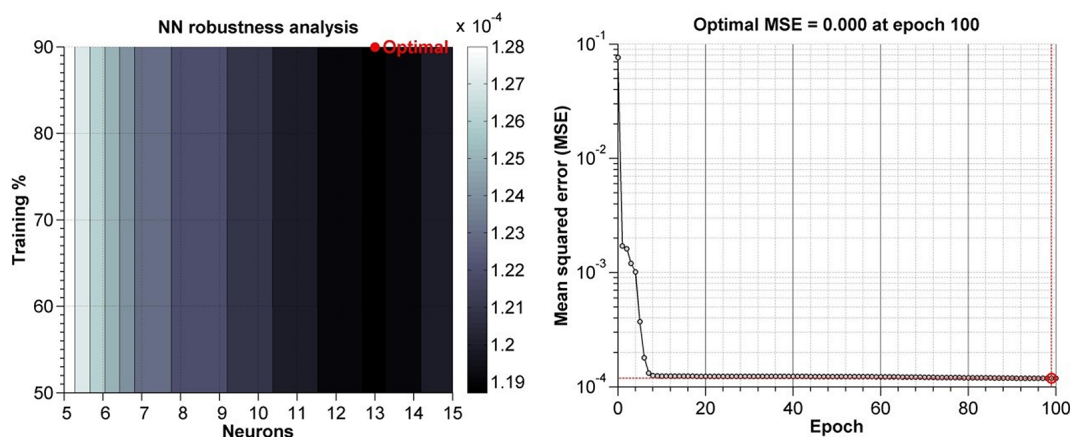 NN robustness analysis
x 10⁻⁴
Training %
90
80
70
60
50
5 6 7 8 9 10 11 12 13 14 15
Neurons
Optimal
1.28
1.27
1.26
1.25
1.24
1.23
1.22
1.21
1.2
1.19
Optimal MSE = 0.000 at epoch 100
Mean squared error (MSE)
10⁻¹
10⁻²
10⁻³
10⁻⁴
0 20 40 60 80 100
Epoch